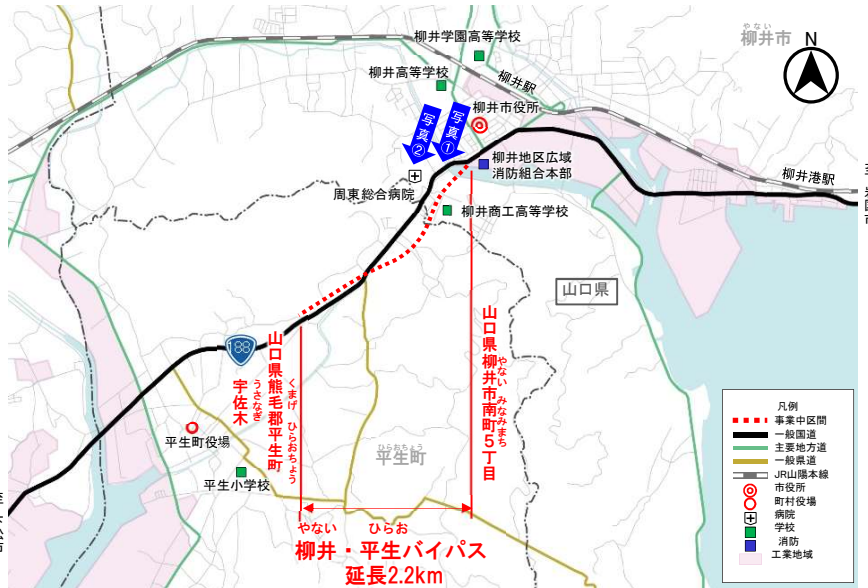 柳井学園高等学校
やない
柳井市
N
柳井高等学校
柳井駅
柳井市役所
写真①
写真②
柳井地区広域
消防組合本部
柳井港駅
周東総合病院
柳井商工高等学校
山口県
188
山口県熊毛郡平生町
くまげ ひらおちょう
宇佐木
うさなぎ
山口県柳井市南町5丁目
やない みなみまち
平生町役場
ひらおちょう
平生町
平生小学校
やない ひらお
柳井・平生バイパス
延長2.2km
凡例
事業中区間
一般国道
主要地方道
一般県道
JR山陽本線
市役所
町村役場
病院
学校
消防
工業地域